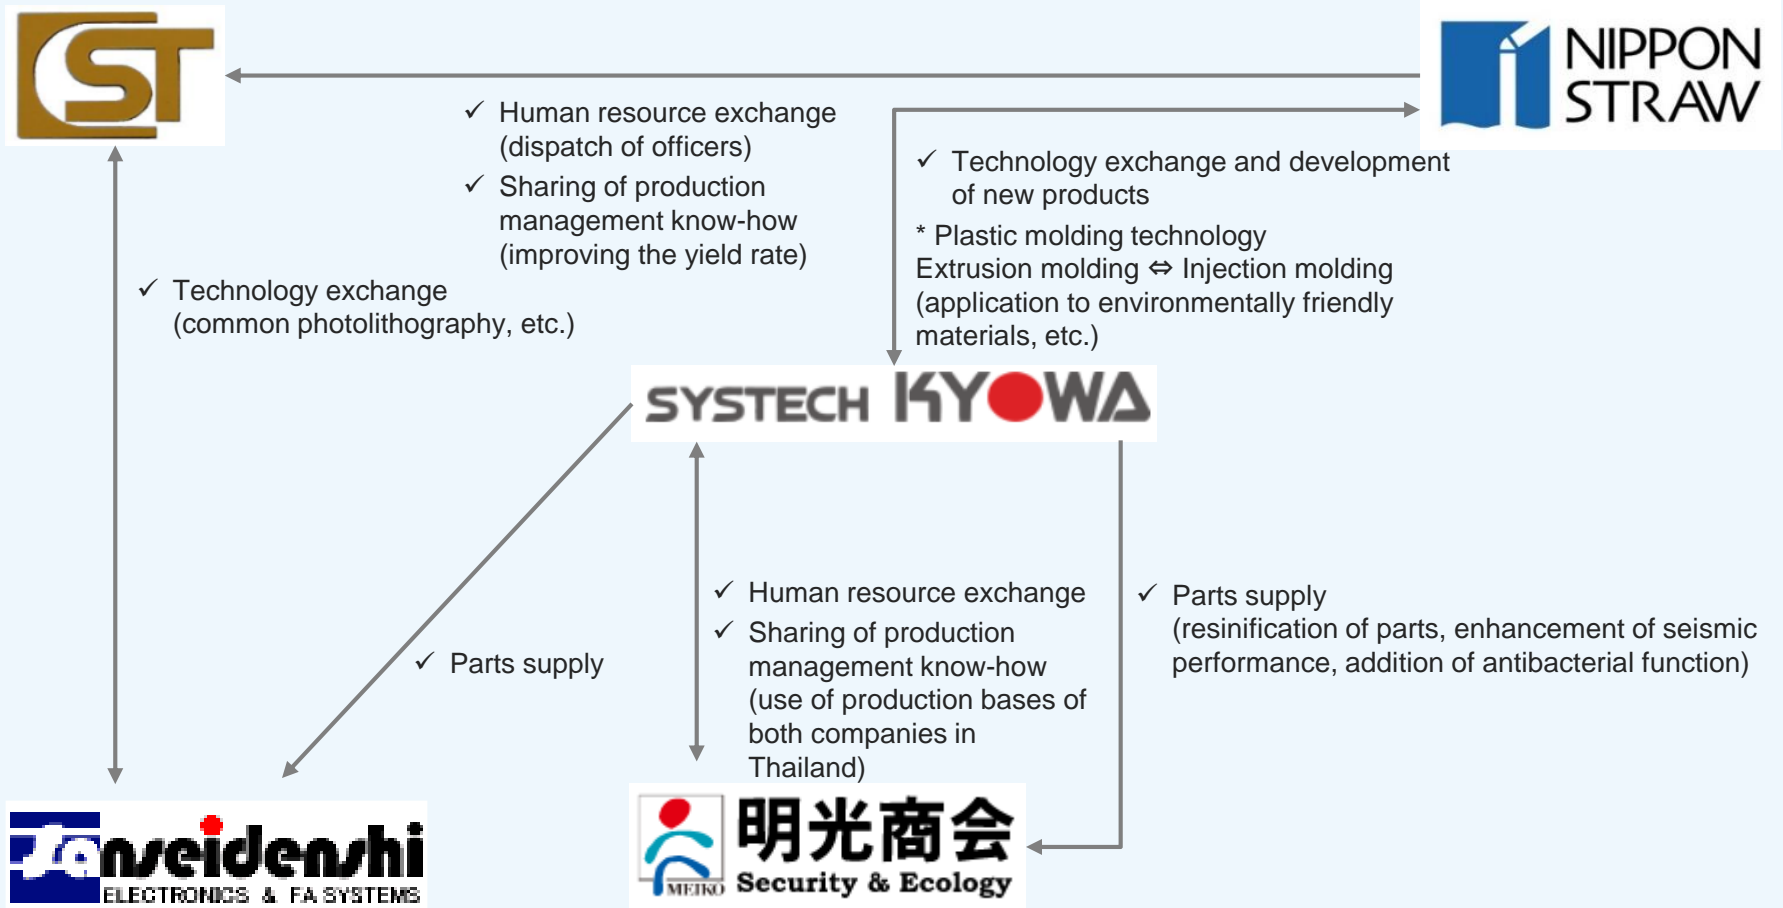 CST
NIPPON
STRAW
✓ Human resource exchange
(dispatch of officers)
✓ Sharing of production
management know-how
(improving the yield rate)
✓ Technology exchange and development
of new products
* Plastic molding technology
Extrusion molding ⇔ Injection molding
(application to environmentally friendly
materials, etc.)
✓ Technology exchange
(common photolithography, etc.)
SYSTECH KYOWA
✓ Parts supply
✓ Human resource exchange
✓ Sharing of production
management know-how
(use of production bases of
both companies in
Thailand)
✓ Parts supply
(resinification of parts, enhancement of seismic
performance, addition of antibacterial function)
Sanseidenshi
ELECTRONICS & FA SYSTEMS
明光商会
MEIKO Security & Ecology